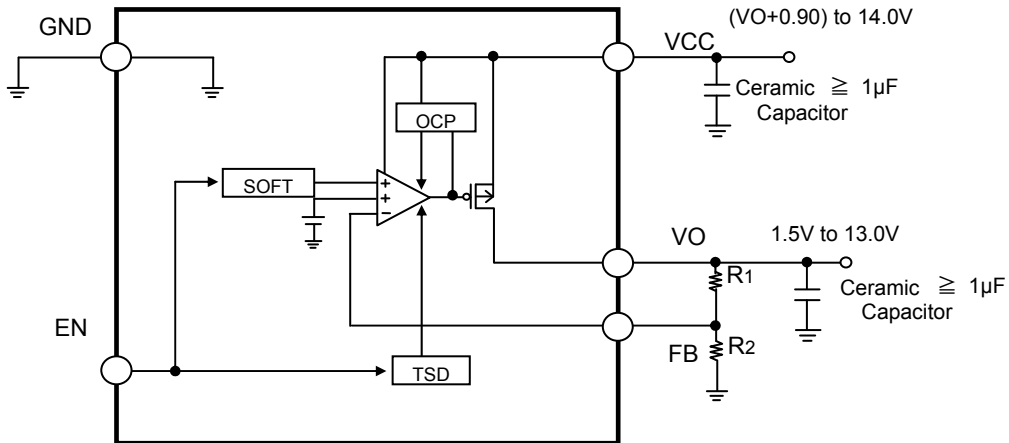 GND
(VO+0.90) to 14.0V
VCC
Ceramic ≧ 1µF
Capacitor
OCP
SOFT
+
+
−
VO
1.5V to 13.0V
R1
Ceramic ≧ 1µF
Capacitor
EN
FB
R2
TSD